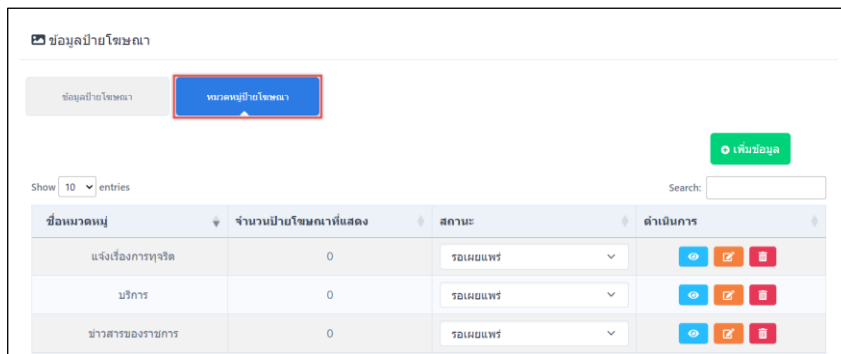 ข้อมูลป้ายโฆษณา
ข้อมูลป้ายโฆษณา หมวดหมู่ป้ายโฆษณา
เพิ่มข้อมูล
Show 10 entries Search:
ชื่อหมวดหมู่ จำนวนป้ายโฆษณาที่แสดง สถานะ ดำเนินการ
แจ้งเรื่องการทุจริต 0 รอเผยแพร่
บริการ 0 รอเผยแพร่
ข่าวสารของราชการ 0 รอเผยแพร่